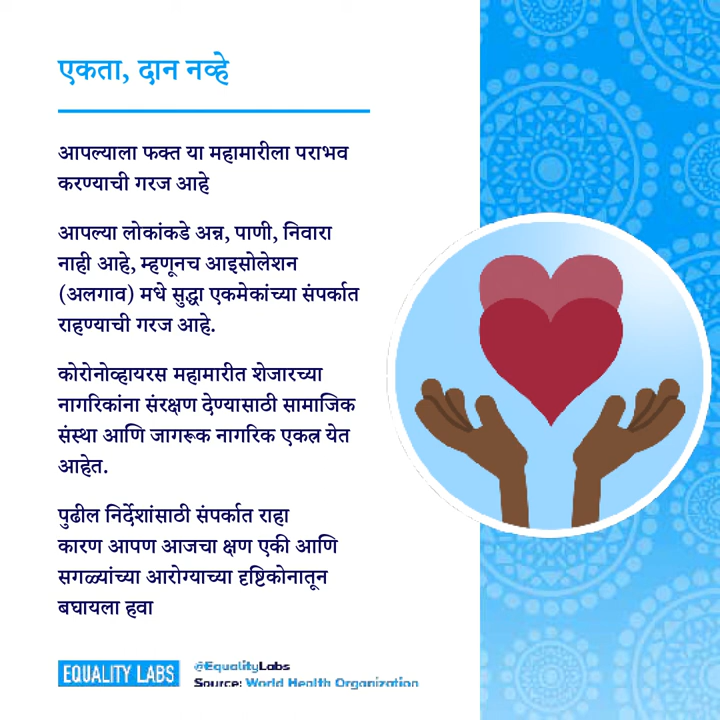 एकता, दान नव्हे
आपल्याला फक्त या महामारीला पराभव
करण्याची गरज आहे
आपल्या लोकांकडे अन्न, पाणी, निवारा
नाही आहे, म्हणूनच आइसोलेशन
(अलगाव) मधे सुद्धा एकमेकांच्या संपर्कात
राहण्याची गरज आहे.
कोरोनोव्हायरस महामारीत शेजारच्या
नागरिकांना संरक्षण देण्यासाठी सामाजिक
संस्था आणि जागरूक नागरिक एकत्र येत
आहेत.
पुढील निर्देशांसाठी संपर्कात राहा
कारण आपण आजचा क्षण एकी आणि
सगळ्यांच्या आरोग्याच्या दृष्टिकोनातून
बघायला हवा
EQUALITY LABS
@EqualityLabs
Source: World Health Organization